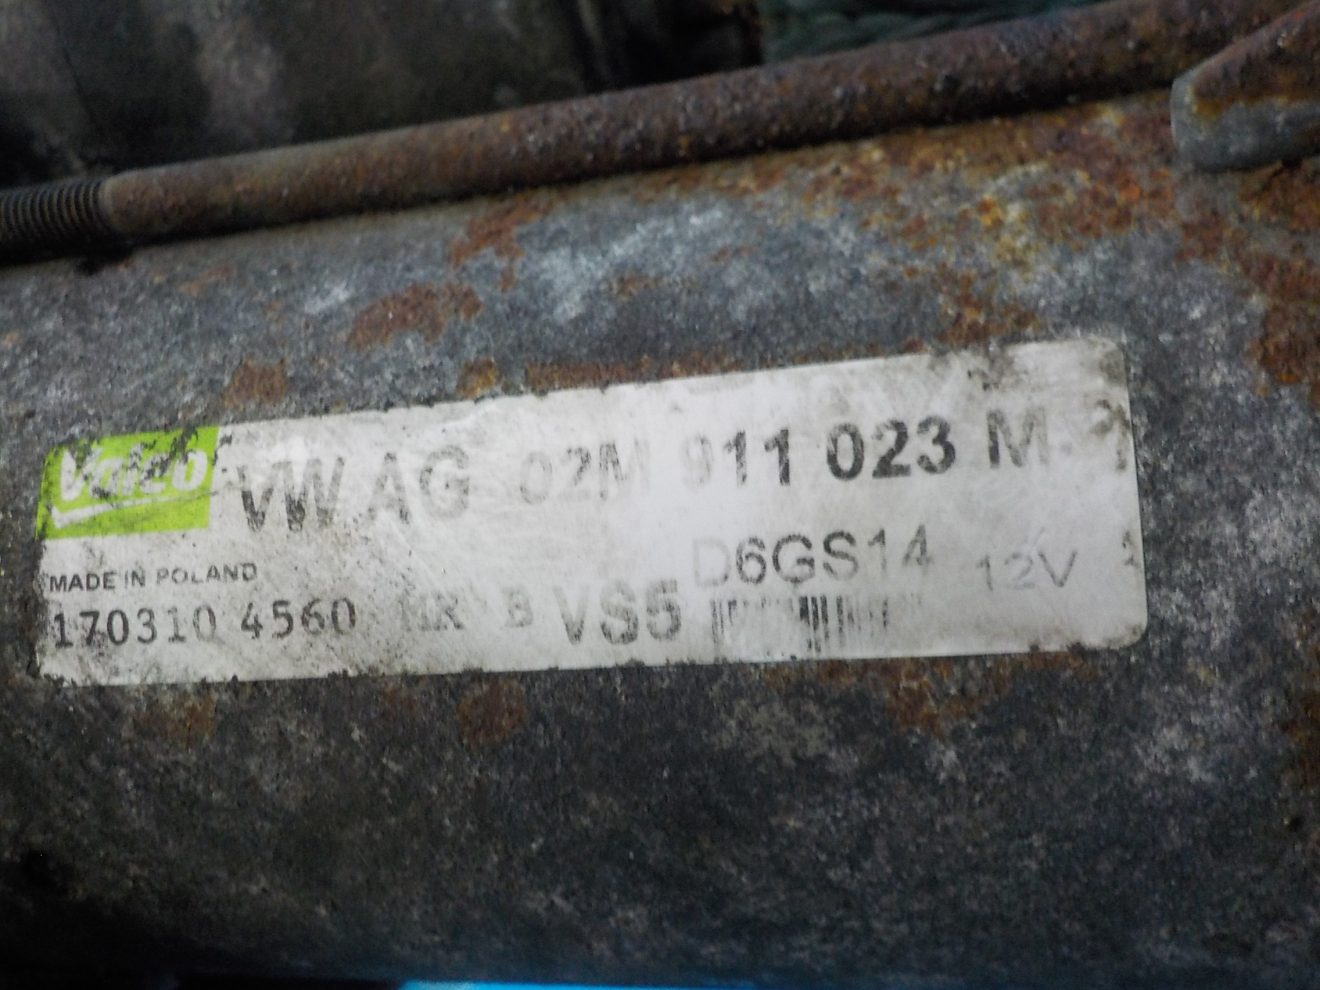 Valeo VW AG 02M 911 023 M
D6GS14 12V
MADE IN POLAND
170310 4560 B VS5